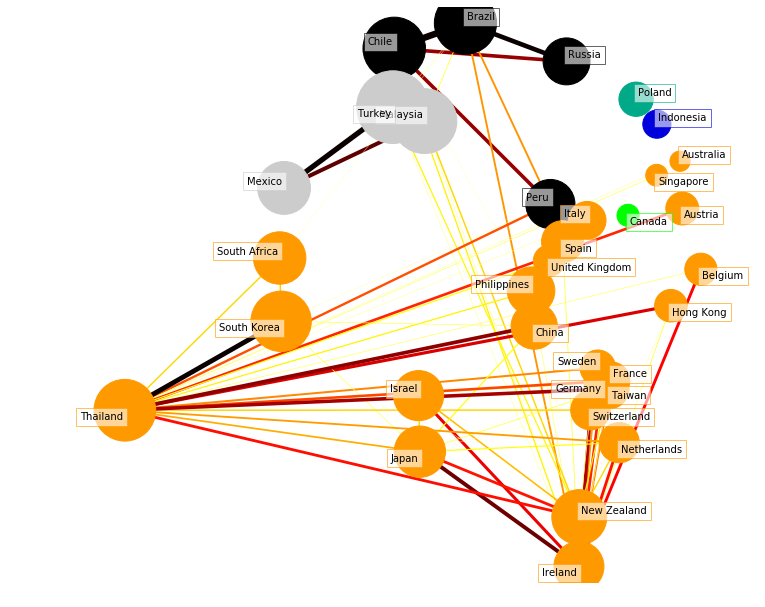 Brazil
Chile
Russia
Poland
Turkey
Malaysia
Indonesia
Australia
Mexico
Singapore
Peru
Italy
Canada
Austria
South Africa
Spain
United Kingdom
Belgium
Philippines
Hong Kong
South Korea
China
Sweden
France
Israel
Germany
Taiwan
Thailand
Switzerland
Japan
Netherlands
New Zealand
Ireland